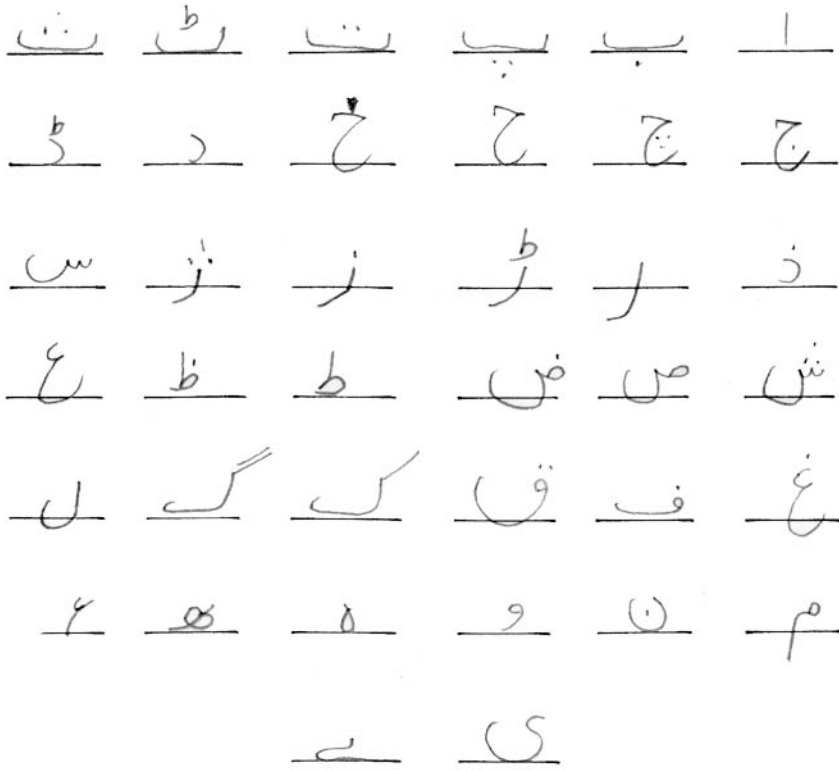 ا ب پ ت ٹ ث
ج چ ح خ د ڈ
ذ ر ڑ ز ژ س
ش ص ض ط ظ ع
غ ف ق ک گ ل
م ن و ہ ھ ء
ی ے